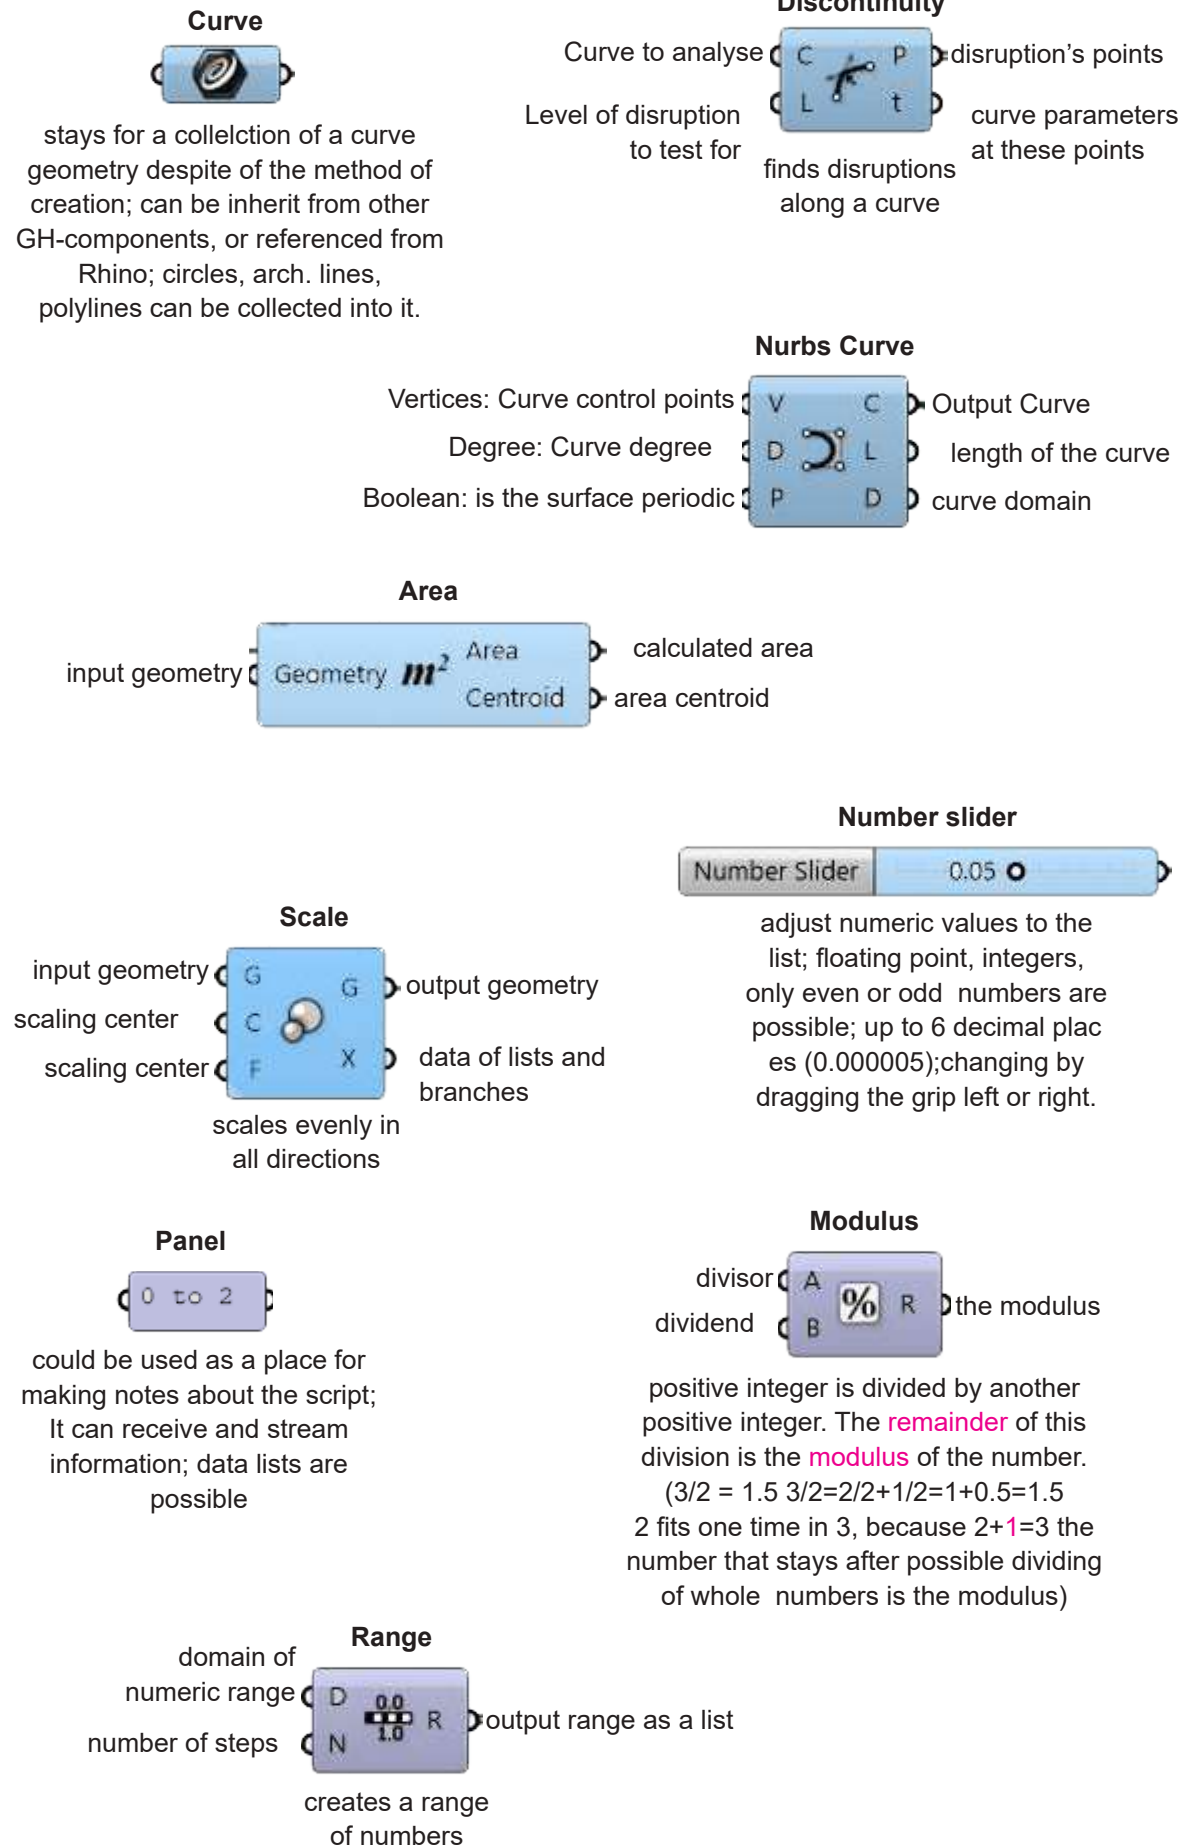 Curve
stays for a collelction of a curve
geometry despite of the method of
creation; can be inherit from other
GH-components, or referenced from
Rhino; circles, arch. lines,
polylines can be collected into it.
Discontinuity
Curve to analyse
C
P
disruption's points
Level of disruption
to test for
L
t
curve parameters
at these points
finds disruptions
along a curve
Nurbs Curve
Vertices: Curve control points
V
C
Output Curve
Degree: Curve degree
D
L
length of the curve
Boolean: is the surface periodic
P
D
curve domain
Area
input geometry
Geometry m²
Area
calculated area
Centroid
area centroid
Number slider
Number Slider
0.05
adjust numeric values to the
list; floating point, integers,
only even or odd  numbers are
possible; up to 6 decimal plac
es (0.000005);changing by
dragging the grip left or right.
Scale
input geometry
G
G
output geometry
scaling center
C
scaling center
F
X
data of lists and
branches
scales evenly in
all directions
Panel
0 to 2
could be used as a place for
making notes about the script;
It can receive and stream
information; data lists are
possible
Modulus
divisor
A
%
R
the modulus
dividend
B
positive integer is divided by another
positive integer. The remainder of this
division is the modulus of the number.
(3/2 = 1.5 3/2=2/2+1/2=1+0.5=1.5
2 fits one time in 3, because 2+1=3 the
number that stays after possible dividing
of whole  numbers is the modulus)
Range
domain of
numeric range
D
0.0
1.0
R
output range as a list
number of steps
N
creates a range
of numbers